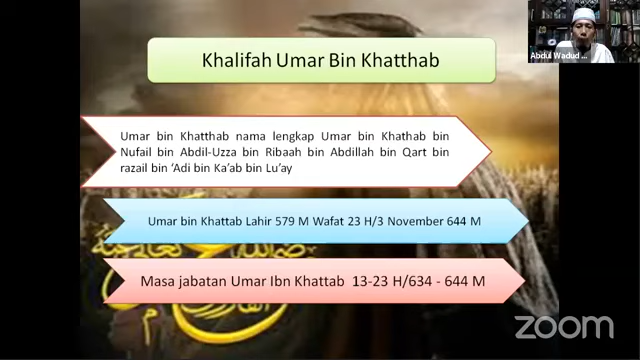 Khalifah Umar Bin Khatthab
Abdul Wadud ...
Umar bin Khatthab nama lengkap Umar bin Khathab bin
Nufail bin Abdil-Uzza bin Ribaah bin Abdillah bin Qart bin
razail bin ‘Adi bin Ka’ab bin Lu’ay
Umar bin Khattab Lahir 579 M Wafat 23 H/3 November 644 M
Masa jabatan Umar Ibn Khattab 13-23 H/634 - 644 M
zoom